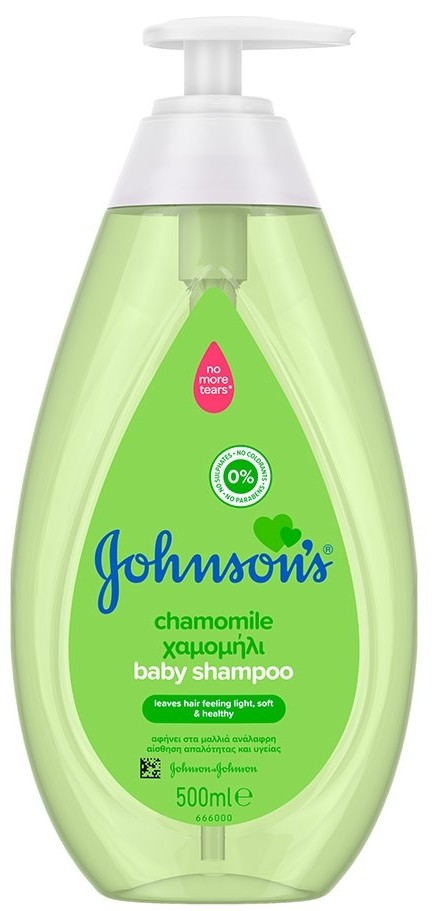 no
more
tears*
NO SULPHATES • NO COLORANTS • NO PARABENS •
0%
Johnson's®
chamomile
χαμομήλι
baby shampoo
leaves hair feeling light, soft
& healthy
αφήνει στα μαλλιά ανάλαφρη
αίσθηση απαλότητας και υγείας
Johnson+Johnson
500ml e
666000